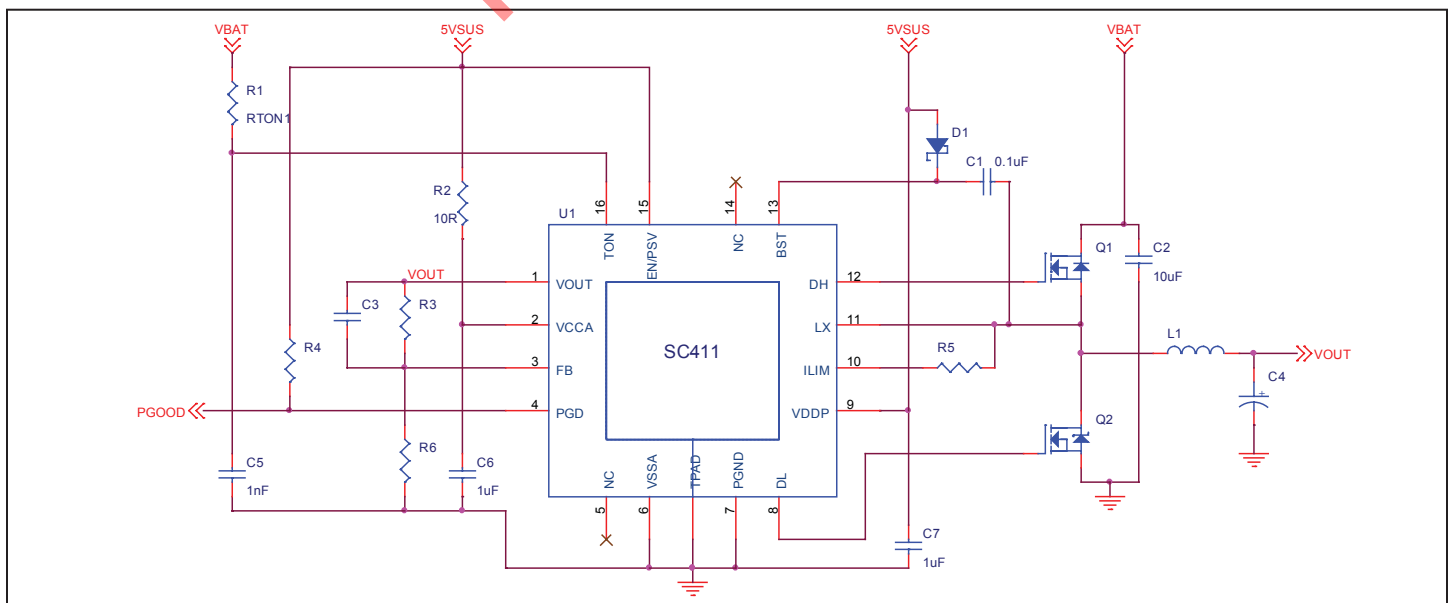 VBAT
5VSUS
5VSUS
VBAT
R1
RTON1
D1
C1 0.1uF
R2
10R
U1
16
15
14
13
TON
EN/PSV
NC
BST
Q1
C2
10uF
VOUT
1
VOUT
DH
12
C3
R3
2
VCCA
LX
11
L1
VOUT
R4
SC411
R5
3
FB
ILIM
10
C4
+
PGOOD
4
PGD
VDDP
9
Q2
R6
C5
1nF
C6
1uF
NC
VSSA
TPAD
PGND
DL
5
6
7
8
C7
1uF